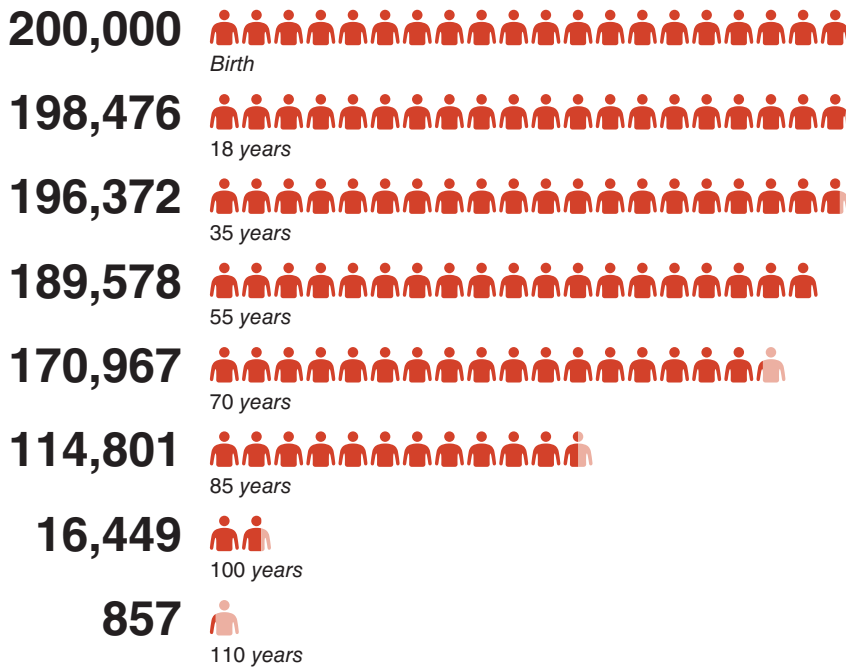 200,000
Birth
198,476
18 years
196,372
35 years
189,578
55 years
170,967
70 years
114,801
85 years
16,449
100 years
857
110 years